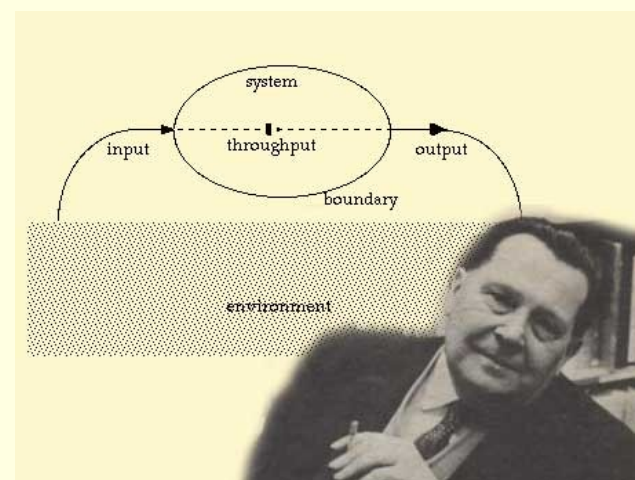 system
input
throughput
output
boundary
environment